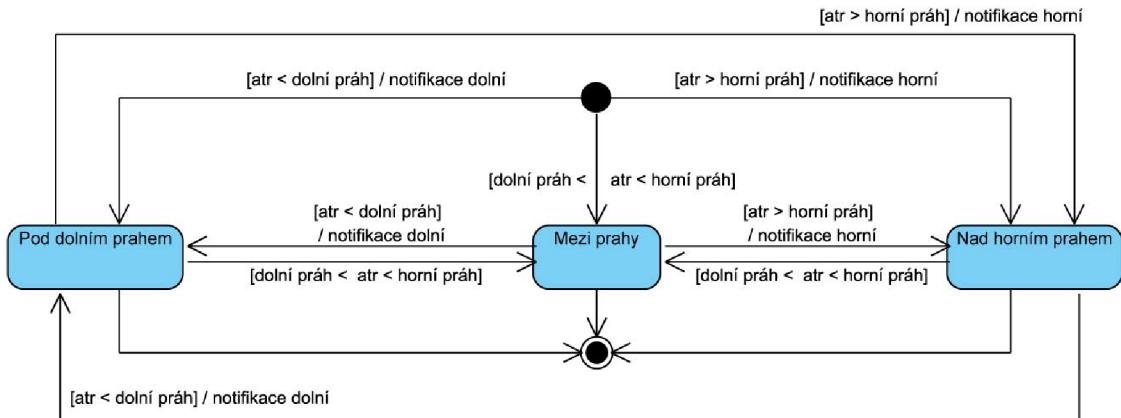 [atr > horní práh] / notifikace horní
[atr < dolní práh] / notifikace dolní
[atr > horní práh] / notifikace horní
[dolní práh < atr < horní práh]
Pod dolním prahem
[atr < dolní práh]
/ notifikace dolní
[dolní práh < atr < horní práh]
Mezi prahy
[atr > horní práh]
/ notifikace horní
[dolní práh < atr < horní práh]
Nad horním prahem
[atr < dolní práh] / notifikace dolní